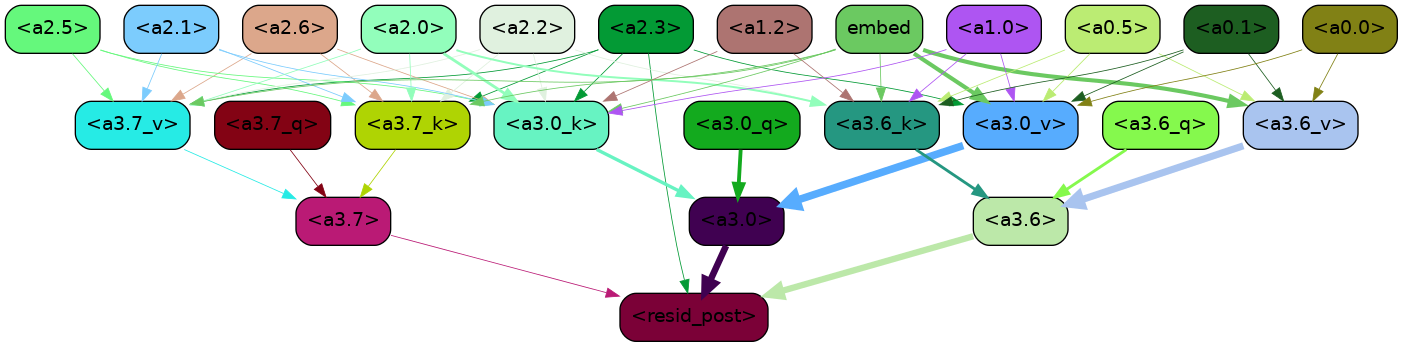 <a2.5> <a2.1> <a2.6> <a2.0> <a2.2> <a2.3> <a1.2> embed <a1.0> <a0.5> <a0.1> <a0.0>
<a3.7_v> <a3.7_q> <a3.7_k> <a3.0_k> <a3.0_q> <a3.6_k> <a3.0_v> <a3.6_q> <a3.6_v>
<a3.7> <a3.0> <a3.6>
<resid_post>